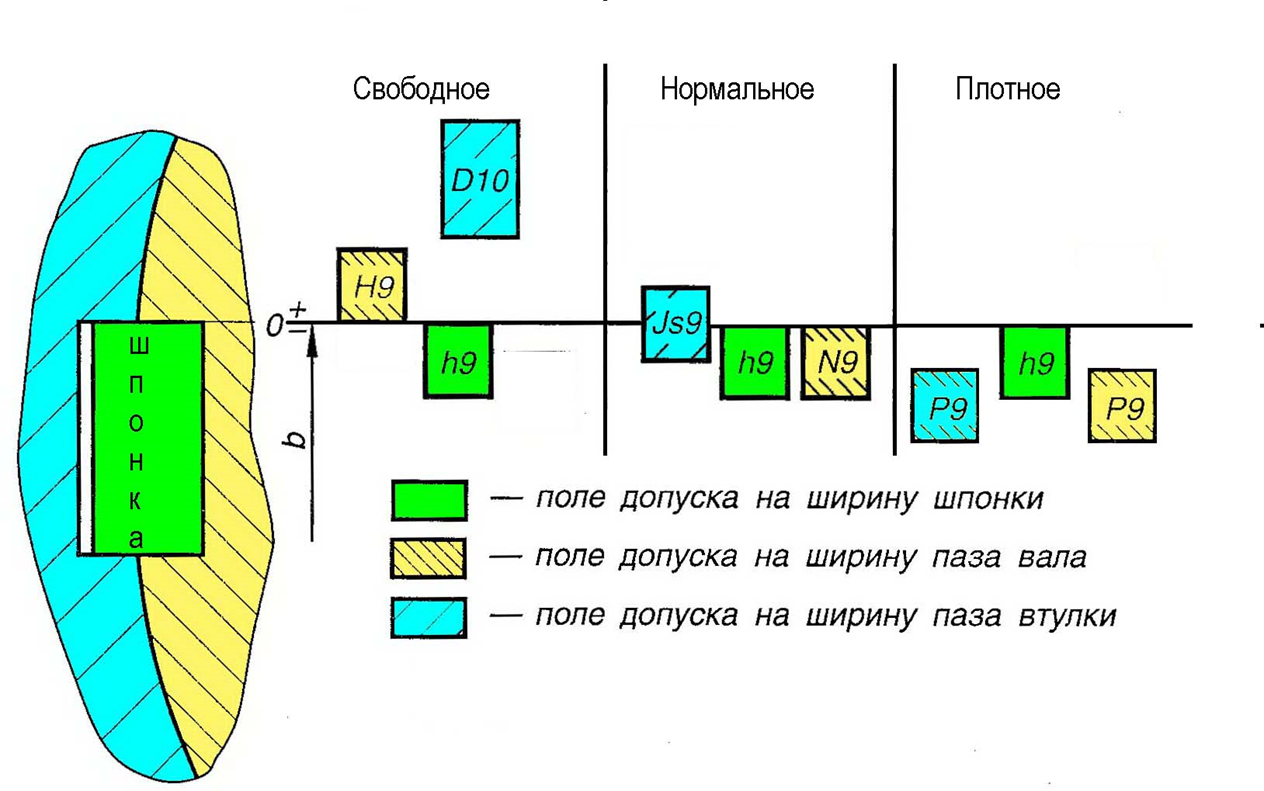 Свободное Нормальное Плотное
D10
H9
0 + −
Js9
h9 h9 N9 h9
P9 P9
b
шпонка
— поле допуска на ширину шпонки
— поле допуска на ширину паза вала
— поле допуска на ширину паза втулки